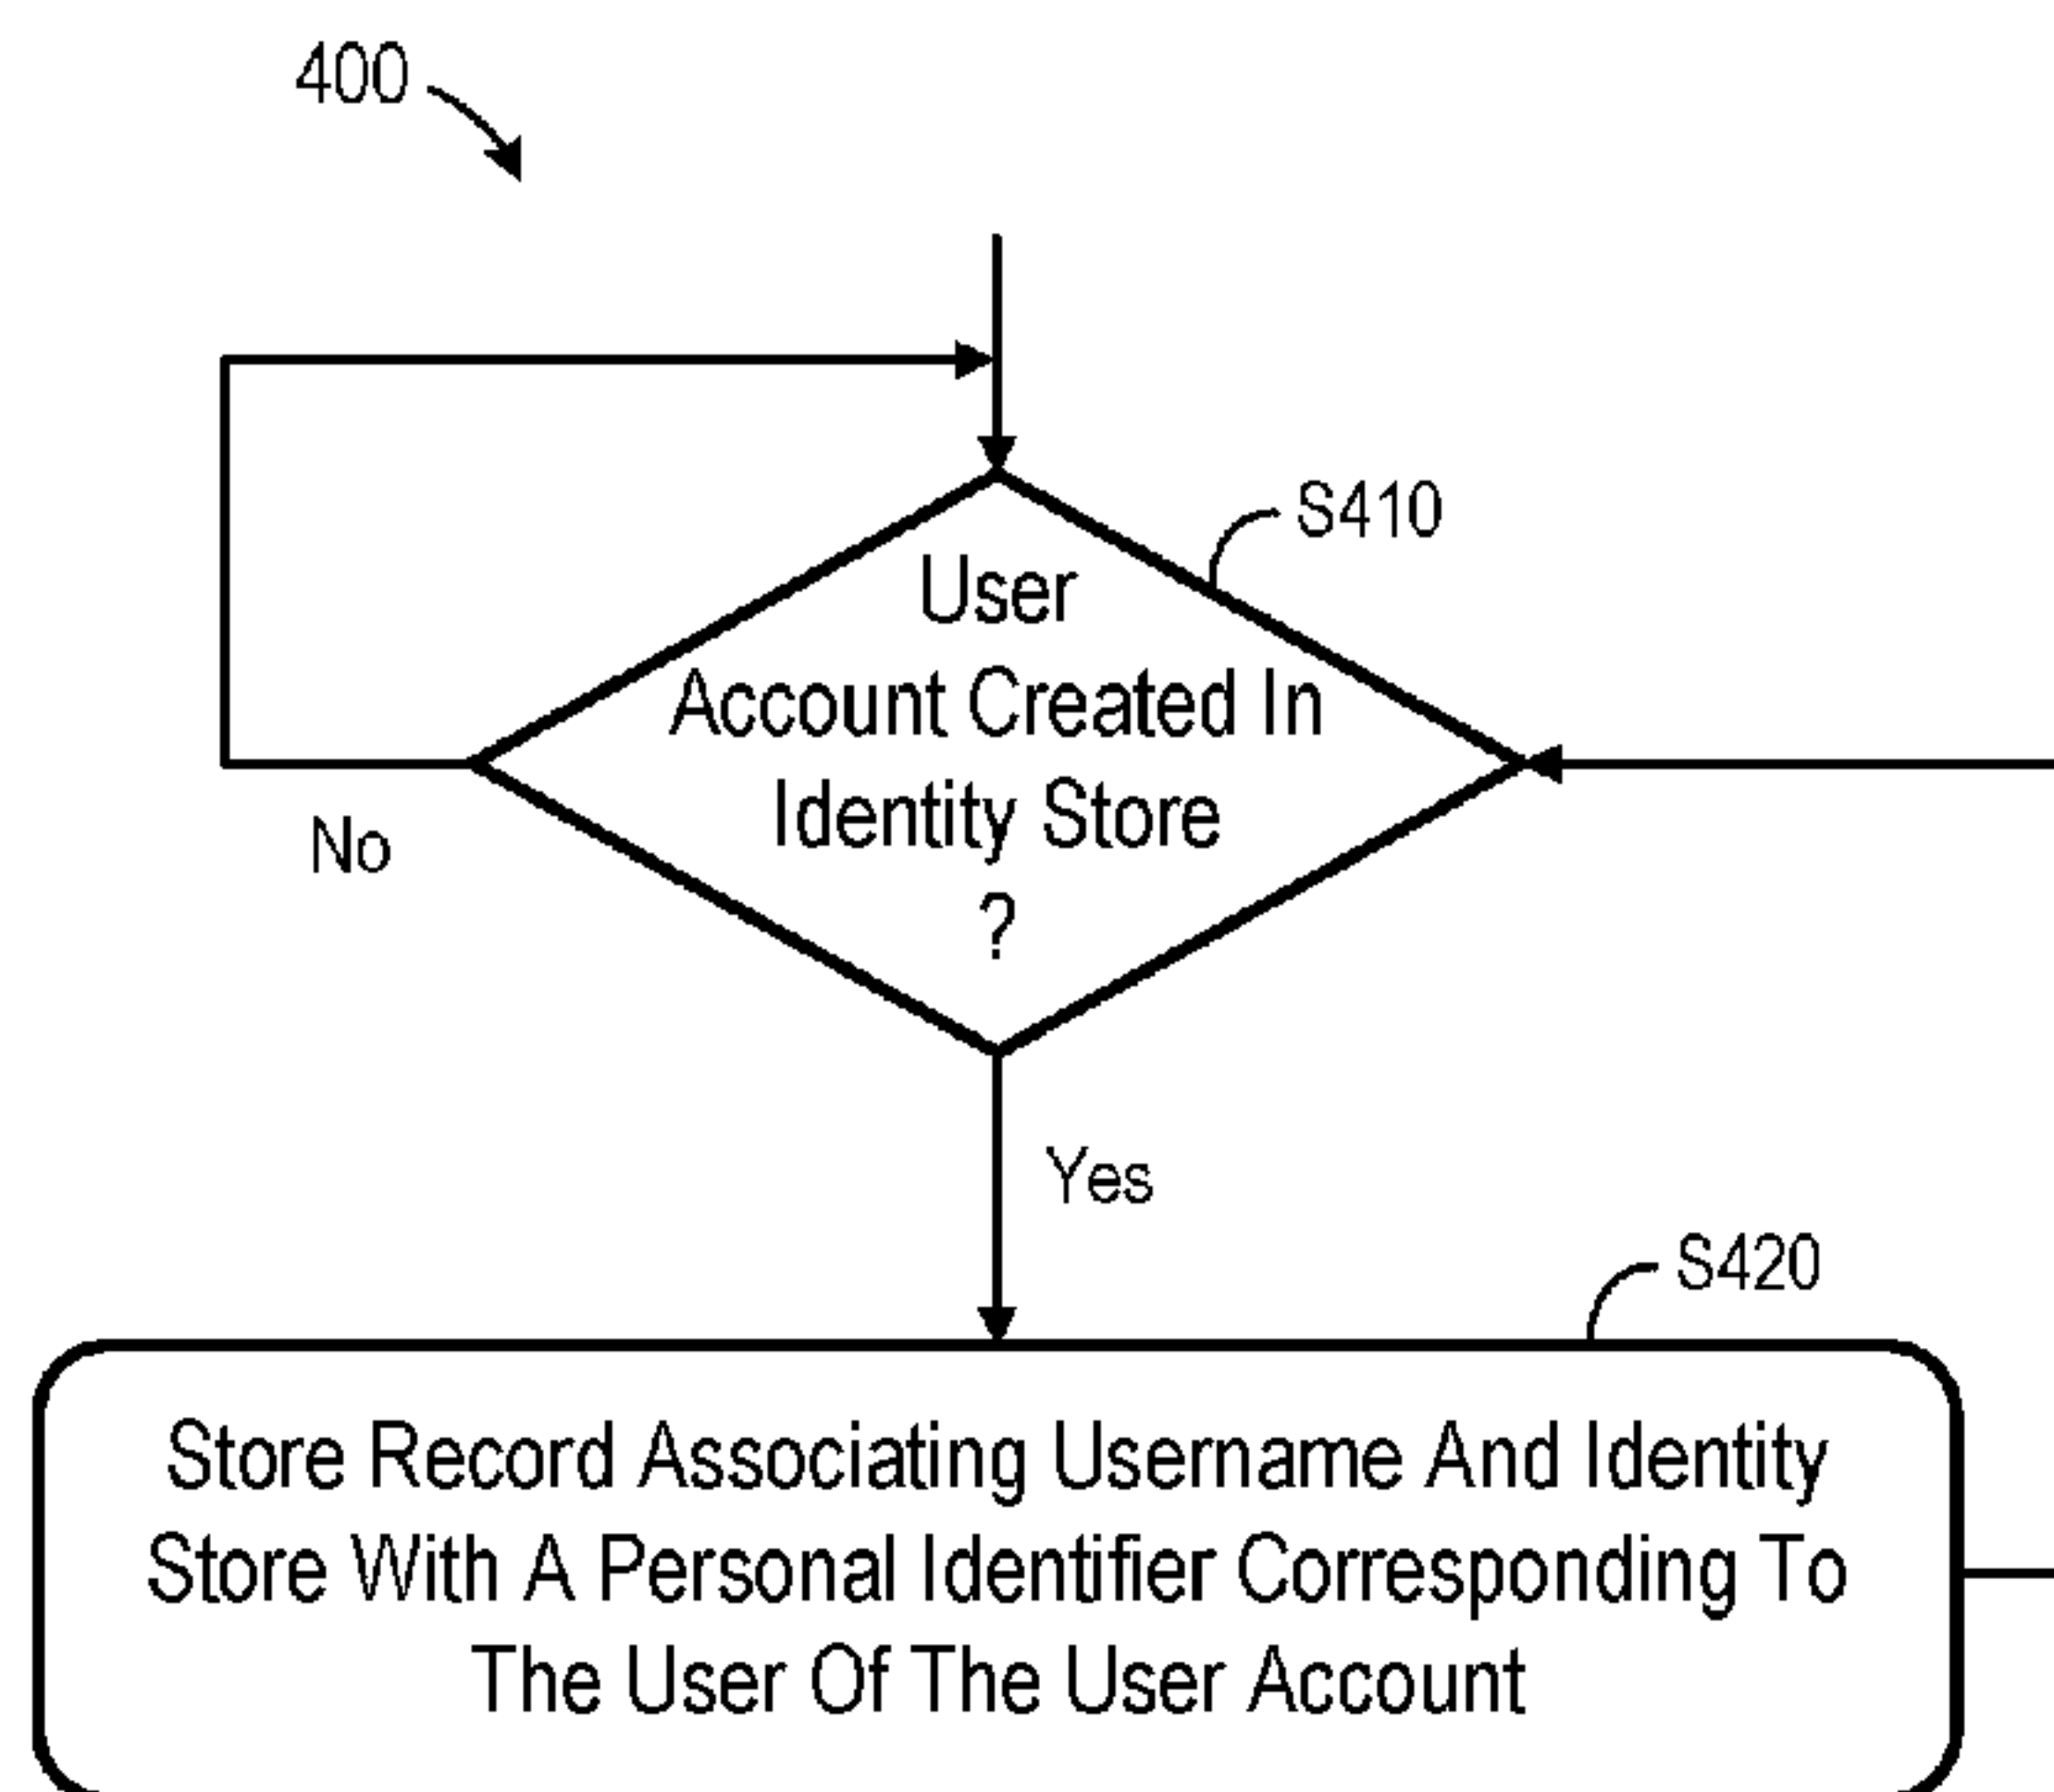 400
S410
User
Account Created In
Identity Store
?
No
Yes
S420
Store Record Associating Username And Identity
Store With A Personal Identifier Corresponding To
The User Of The User Account